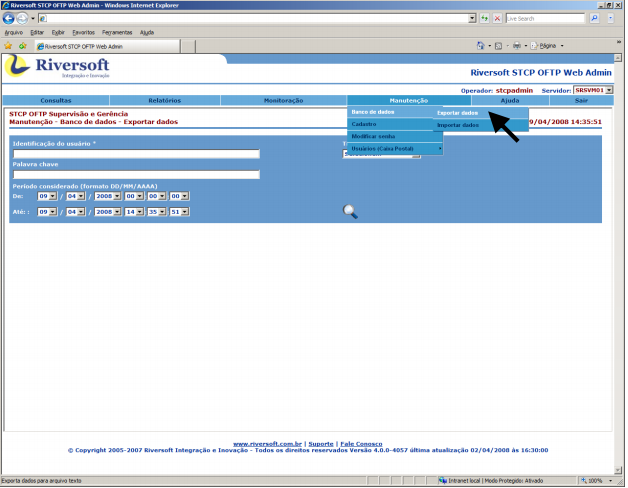 Riversoft STCP OFTP Web Admin - Windows Internet Explorer
Live Search
Arquivo Editar Exibir Favoritos Ferramentas Ajuda
Riversoft STCP OFTP Web Admin
Página
Riversoft
Integração e Inovação
Riversoft STCP OFTP Web Admin
Operador: stcpadmin Servidor: SRSVM01
Consultas Relatórios Monitoração Manutenção Ajuda Sair
STCP OFTP Supervisão e Gerência
Manutenção - Banco de dados - Exportar dados
9/04/2008 14:35:51
Banco de dados
Cadastro
Modificar senha
Usuários (Caixa Postal)
Exportar dados
Importar dados
Identificação do usuário *
Palavra chave
Período considerado (formato DD/MM/AAAA)
De: 09 / 04 / 2008 00 00 00
Até: : 09 / 04 / 2008 14 35 51
www.riversoft.com.br | Suporte | Fale Conosco
© Copyright 2005-2007 Riversoft Integração e Inovação - Todos os direitos reservados Versão 4.0.0-4057 última atualização 02/04/2008 às 16:30:00
Exporta dados para arquivo texto
Intranet local | Modo Protegido: Ativado
100%